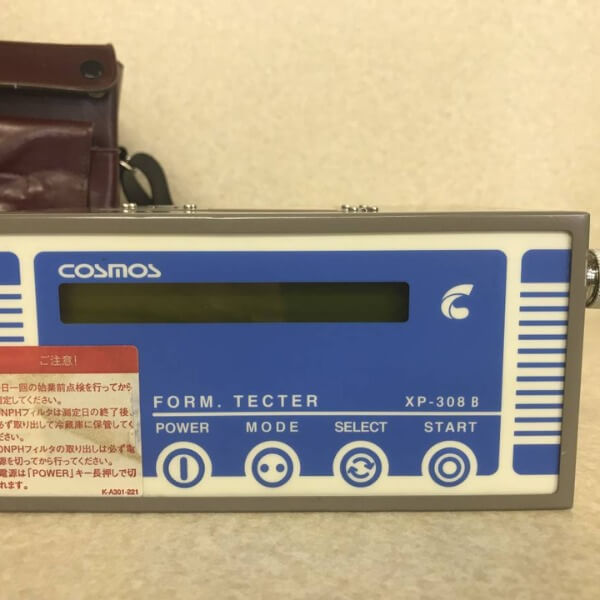 COSMOS
ご注意!
日一回の始業前点検を行ってから
定してください。
NPHフィルタは測定日の終了後、
ず取り出して冷蔵庫に保管してく
ださい。
NPHフィルタの取り出しは必ず電
源を切ってから行ってください。
電源は「POWER」キー長押しで切
れます。
K-A301-221
FORM. TECTER
XP-308 B
POWER
MODE
SELECT
START